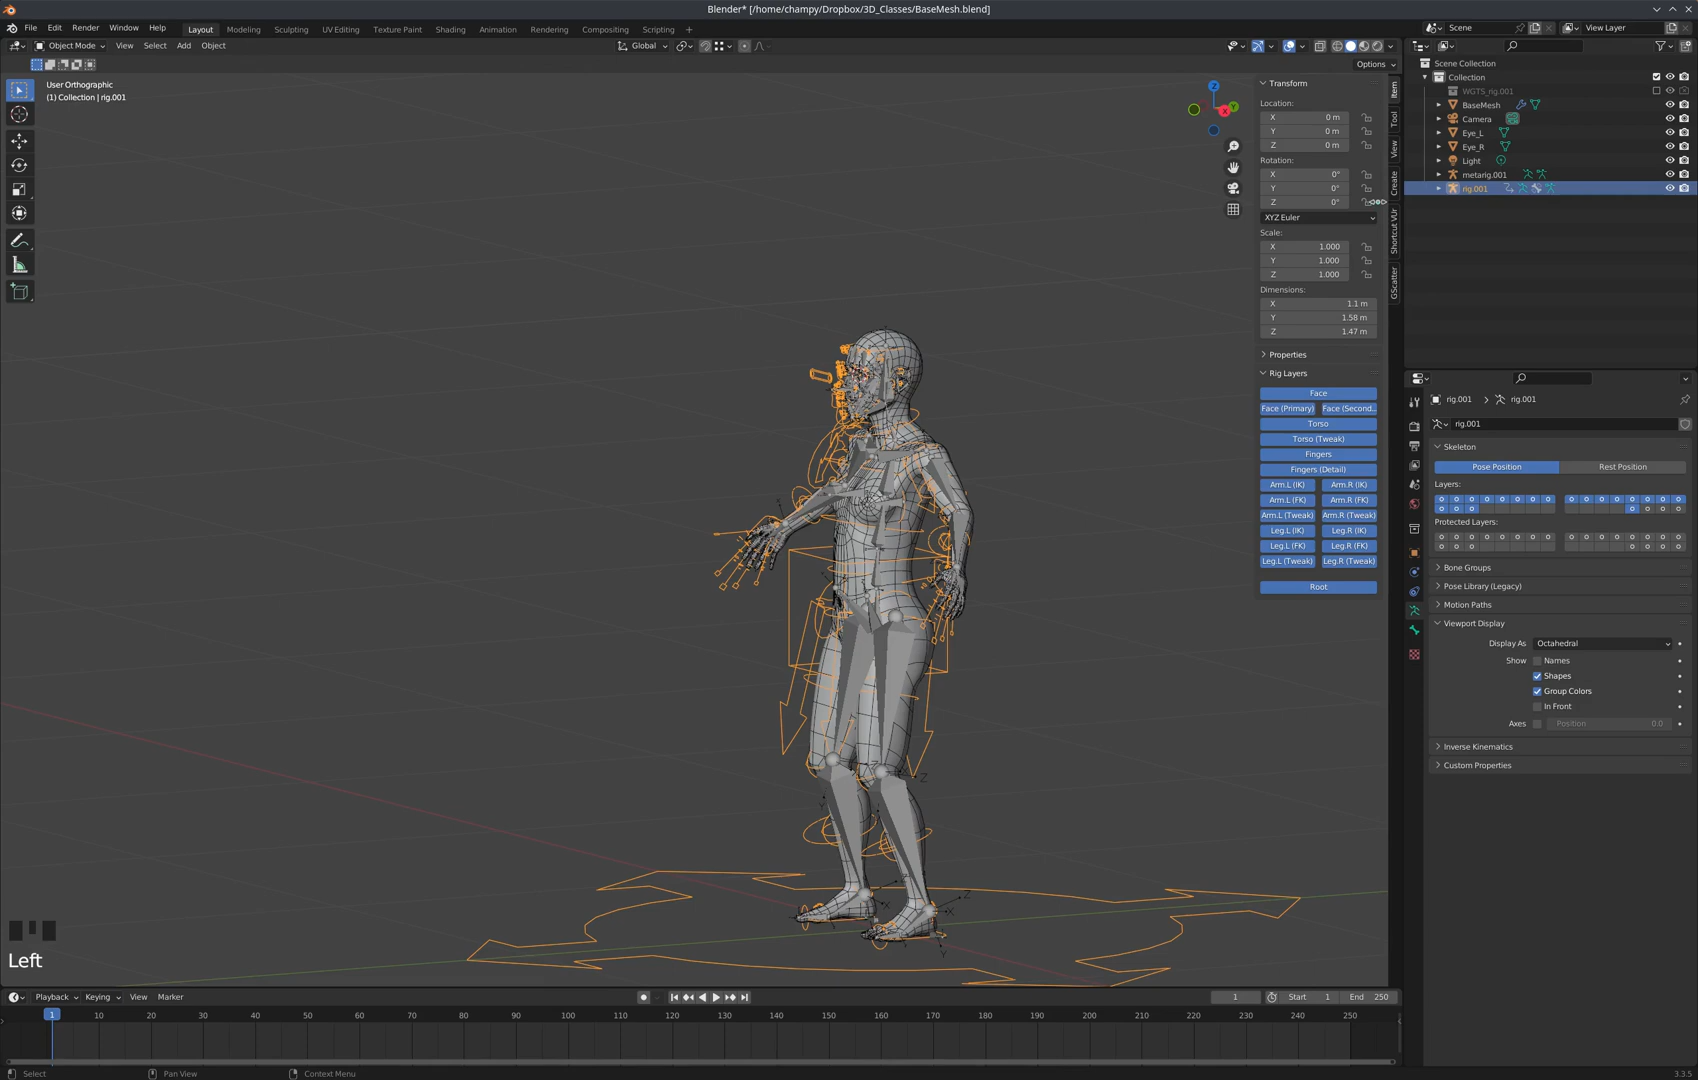 Blender* [/home/champy/Dropbox/3D_Classes/BaseMesh.blend]
File Edit Render Window Help Layout Modeling Sculpting UV Editing Texture Paint Shading Animation Rendering Compositing Scripting + Scene View Layer
Object Mode View Select Add Object Global
Options
User Orthographic
(1) Collection | rig.001
Transform
Location:
X 0 m
Y 0 m
Z 0 m
Rotation:
X 0°
Y 0°
Z 0°
XYZ Euler
Scale:
X 1.000
Y 1.000
Z 1.000
Dimensions:
X 1.1 m
Y 1.58 m
Z 1.47 m
Properties
Rig Layers
Face
Face (Primary) Face (Second..
Torso
Torso (Tweak)
Fingers
Fingers (Detail)
Arm.L (IK) Arm.R (IK)
Arm.L (FK) Arm.R (FK)
Arm.L (Tweak) Arm.R (Tweak)
Leg.L (IK) Leg.R (IK)
Leg.L (FK) Leg.R (FK)
Leg.L (Tweak) Leg.R (Tweak)
Root
Item
Tool
View
Create
Shortcut VUr
GScatter
Scene Collection
Collection
WGTS_rig.001
BaseMesh
Camera
Eye_L
Eye_R
Light
metarig.001
rig.001
rig.001 > rig.001
rig.001
Skeleton
Pose Position Rest Position
Layers:
Protected Layers:
Bone Groups
Pose Library (Legacy)
Motion Paths
Viewport Display
Display As Octahedral
Show Names
Shapes
Group Colors
In Front
Axes Position 0.0
Inverse Kinematics
Custom Properties
Left
Playback Keying View Marker 1 Start 1 End 250
1 10 20 30 40 50 60 70 80 90 100 110 120 130 140 150 160 170 180 190 200 210 220 230 240 250
Select Pan View Context Menu 3.3.5